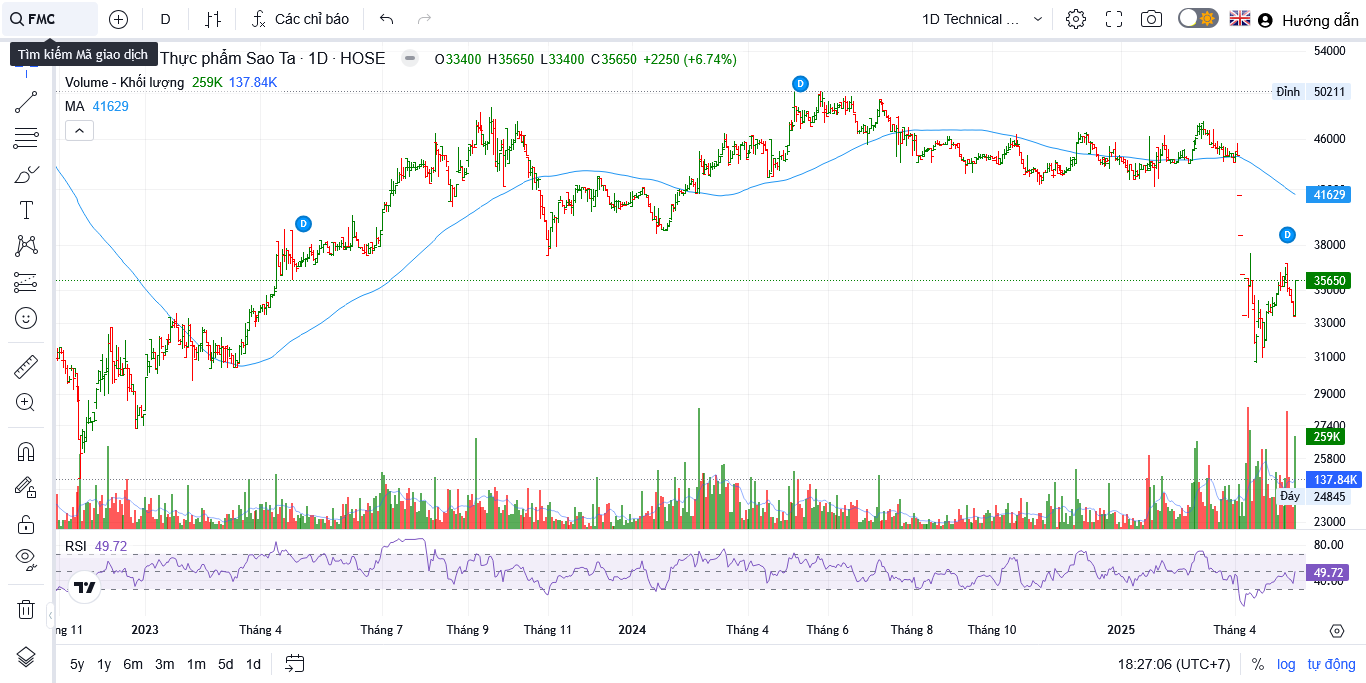 FMC
D
Các chỉ báo
1D Technical ...
Hướng dẫn
Tìm kiếm Mã giao dịch
Thực phẩm Sao Ta · 1D · HOSE
O33400 H35650 L33400 C35650 +2250 (+6.74%)
Volume - Khối lượng 259K 137.84K
MA 41629
D
D
D
54000
Đỉnh 50211
46000
41629
38000
35650
35000
33000
31000
29000
27400
259K
25800
137.84K
Đáy 24845
23000
RSI 49.72
80.00
49.72
40.00
ng 11 2023 Tháng 4 Tháng 7 Tháng 9 Tháng 11 2024 Tháng 4 Tháng 6 Tháng 8 Tháng 10 2025 Tháng 4
5y 1y 6m 3m 1m 5d 1d
18:27:06 (UTC+7) % log tự động